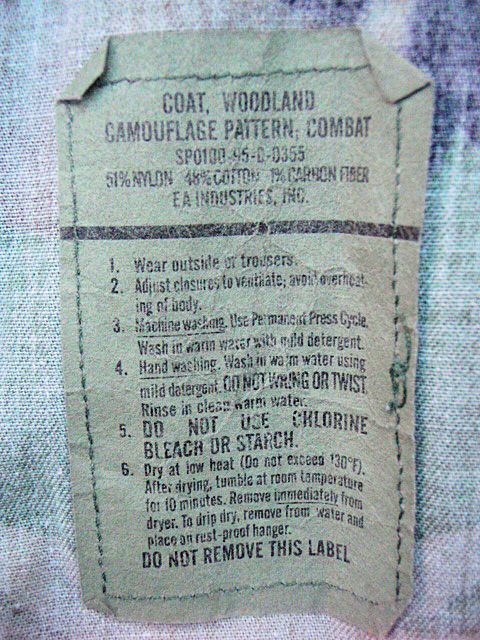 COAT, WOODLAND
CAMOUFLAGE PATTERN, COMBAT
SPO100-95-D-0355
51% NYLON 48% COTTON 1% CARBON FIBER
EA INDUSTRIES, INC.
1. Wear outside of trousers.
2. Adjust closures to ventilate; avoid overheat-
ing of body.
3. Machine washing. Use Permanent Press Cycle.
Wash in warm water with mild detergent.
4. Hand washing. Wash in warm water using
mild detergent. DO NOT WRING OR TWIST.
Rinse in clean warm water.
5. DO NOT USE CHLORINE
BLEACH OR STARCH.
6. Dry at low heat (Do not exceed 130°F).
After drying, tumble at room temperature
for 10 minutes. Remove immediately from
dryer. To drip dry, remove from water and
place on rust-proof hanger.
DO NOT REMOVE THIS LABEL